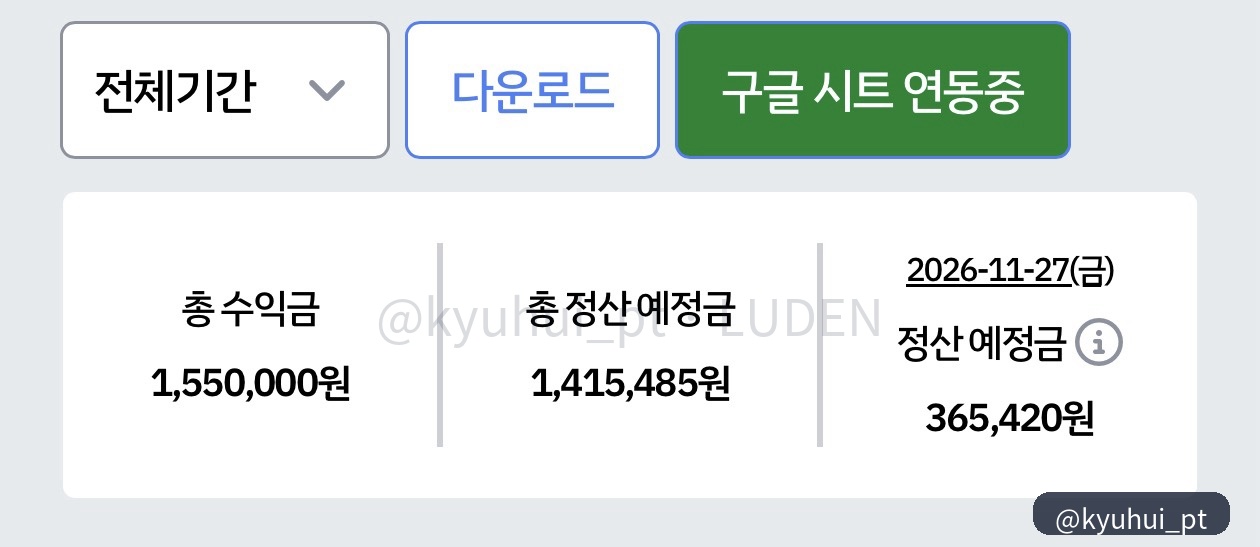 전체기간
다운로드
구글 시트 연동중
총 수익금
1,550,000원
총 정산 예정금
1,415,485원
2026-11-27(금)
정산 예정금
365,420원
@kyuhui_pt · LUDEN
@kyuhui_pt